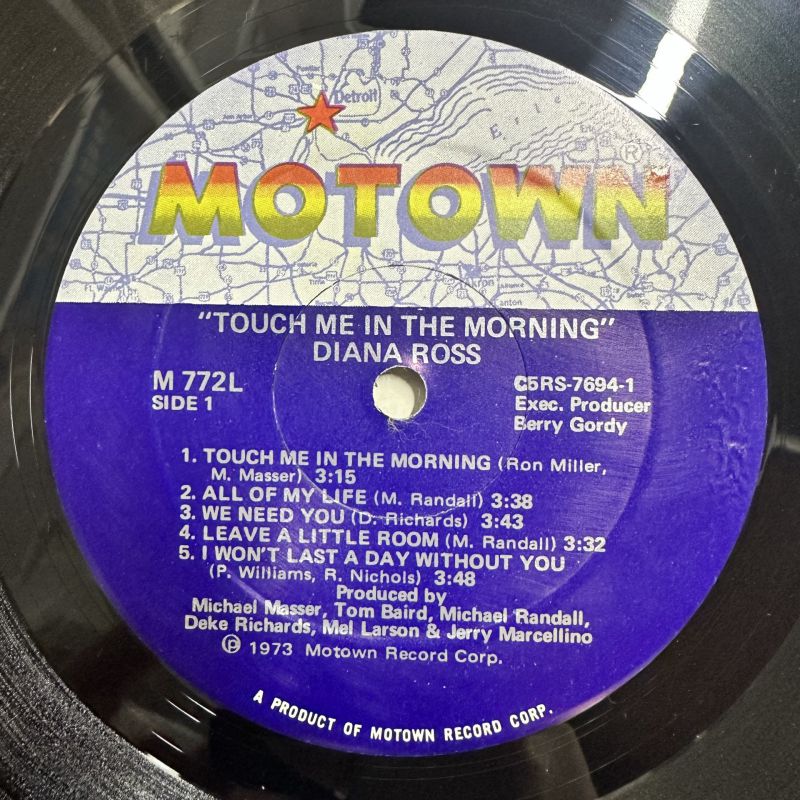 Detroit
Erie
MOTOWN®
"TOUCH ME IN THE MORNING"
DIANA ROSS
M 772L
SIDE 1
C5RS-7694-1
Exec. Producer
Berry Gordy
1. TOUCH ME IN THE MORNING (Ron Miller,
M. Masser) 3:15
2. ALL OF MY LIFE (M. Randall) 3:38
3. WE NEED YOU (D. Richards) 3:43
4. LEAVE A LITTLE ROOM (M. Randall) 3:32
5. I WON'T LAST A DAY WITHOUT YOU
(P. Williams, R. Nichols) 3:48
Produced by
Michael Masser, Tom Baird, Michael Randall,
Deke Richards, Mel Larson & Jerry Marcellino
℗ 1973 Motown Record Corp.
A PRODUCT OF MOTOWN RECORD CORP.